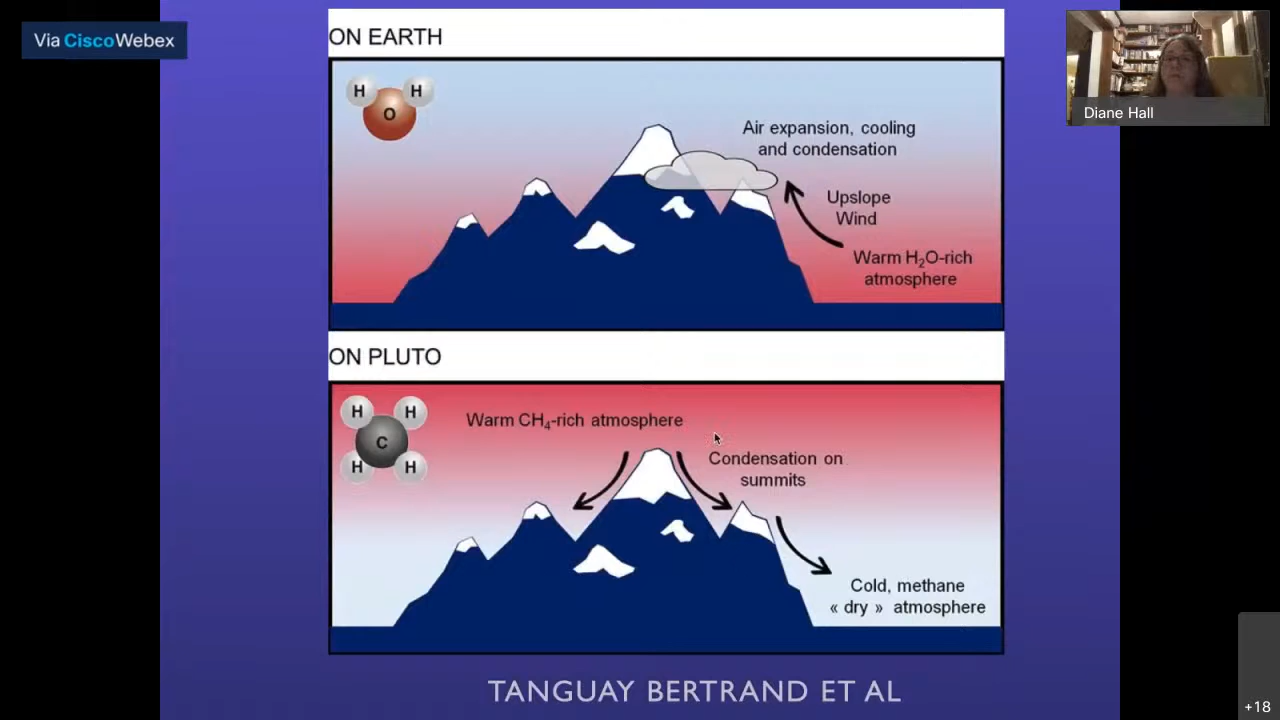 Via CiscoWebex
Diane Hall
ON EARTH
H H
O
Air expansion, cooling
and condensation
Upslope
Wind
Warm H₂O-rich
atmosphere
ON PLUTO
H H
C
H H
Warm CH₄-rich atmosphere
Condensation on
summits
Cold, methane
« dry » atmosphere
TANGUAY BERTRAND ET AL
+18